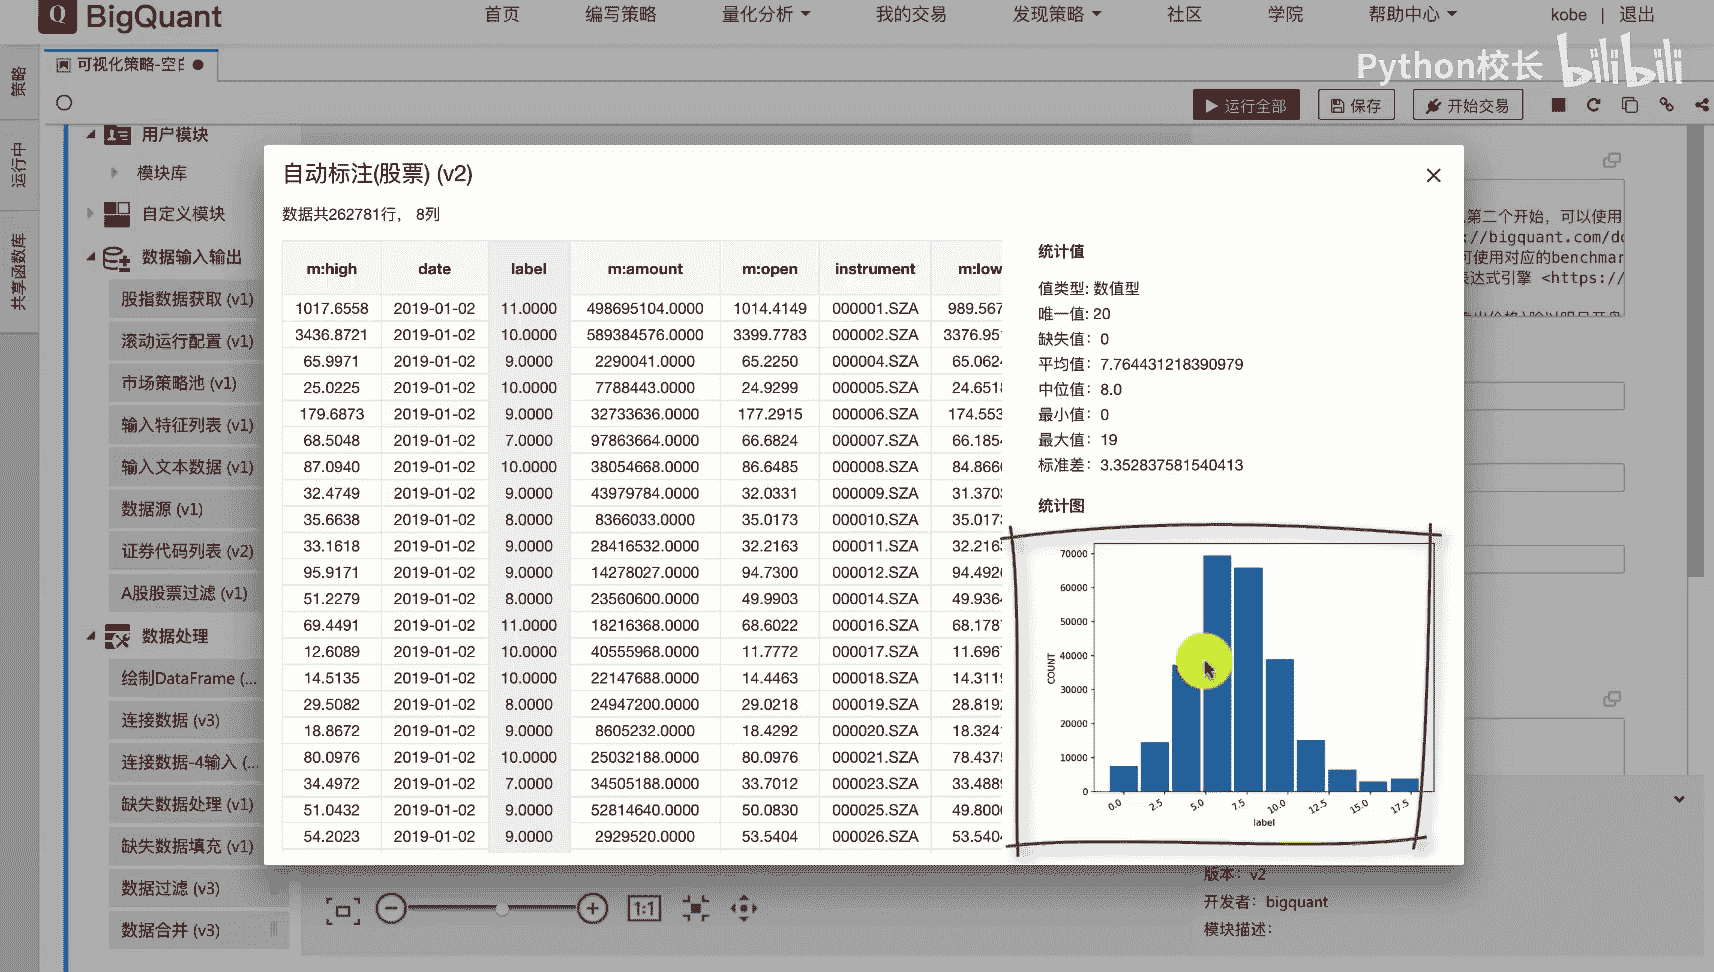 Q BigQuant 首页 编写策略 量化分析 我的交易 发现策略 社区 学院 帮助中心 kobe | 退出
可视化策略-空白
Python校长 bilibili
运行全部 保存 开始交易
策略
运行中
共享函数库
用户模块
模块库
自定义模块
数据输入输出
股指数据获取 (v1)
滚动运行配置 (v1)
市场策略池 (v1)
输入特征列表 (v1)
输入文本数据 (v1)
数据源 (v1)
证券代码列表 (v2)
A股股票过滤 (v1)
数据处理
绘制DataFrame (...
连接数据 (v3)
连接数据-4输入 (...
缺失数据处理 (v1)
缺失数据填充 (v1)
数据过滤 (v3)
数据合并 (v3)
自动标注(股票) (v2)
数据共262781行， 8列
m:high date label m:amount m:open instrument m:low
1017.6558 2019-01-02 11.0000 498695104.0000 1014.4149 000001.SZA 989.567
3436.8721 2019-01-02 10.0000 589384576.0000 3399.7783 000002.SZA 3376.95
65.9971 2019-01-02 9.0000 2290041.0000 65.2250 000004.SZA 65.062
25.0225 2019-01-02 10.0000 7788443.0000 24.9299 000005.SZA 24.651
179.6873 2019-01-02 9.0000 32733636.0000 177.2915 000006.SZA 174.553
68.5048 2019-01-02 7.0000 97863664.0000 66.6824 000007.SZA 66.185
87.0940 2019-01-02 10.0000 38054668.0000 86.6485 000008.SZA 84.866
32.4749 2019-01-02 9.0000 43979784.0000 32.0331 000009.SZA 31.370
35.6638 2019-01-02 8.0000 8366033.0000 35.0173 000010.SZA 35.017
33.1618 2019-01-02 9.0000 28416532.0000 32.2163 000011.SZA 32.216
95.9171 2019-01-02 9.0000 14278027.0000 94.7300 000012.SZA 94.492
51.2279 2019-01-02 8.0000 23560600.0000 49.9903 000014.SZA 49.936
69.4491 2019-01-02 11.0000 18216368.0000 68.6022 000016.SZA 68.178
12.6089 2019-01-02 10.0000 40555968.0000 11.7772 000017.SZA 11.696
14.5135 2019-01-02 10.0000 22147688.0000 14.4463 000018.SZA 14.311
29.5082 2019-01-02 8.0000 24947200.0000 29.0218 000019.SZA 28.819
18.8672 2019-01-02 9.0000 8605232.0000 18.4292 000020.SZA 18.324
80.0976 2019-01-02 10.0000 25032188.0000 80.0976 000021.SZA 78.437
34.4972 2019-01-02 7.0000 34505188.0000 33.7012 000023.SZA 33.488
51.0432 2019-01-02 9.0000 52814640.0000 50.0830 000025.SZA 49.800
54.2023 2019-01-02 9.0000 2929520.0000 53.5404 000026.SZA 53.540
统计值
值类型: 数值型
唯一值: 20
缺失值: 0
平均值: 7.764431218390979
中位值: 8.0
最小值: 0
最大值: 19
标准差: 3.352837581540413
统计图
70000
60000
50000
40000
30000
20000
10000
0
COUNT
0.0 2.5 5.0 7.5 10.0 12.5 15.0 17.5
label
第二个开始，可以使用
://bigquant.com/do
可使用对应的benchmar
表达式引擎 <https://
1:1
版本: v2
开发者: bigquant
模块描述: